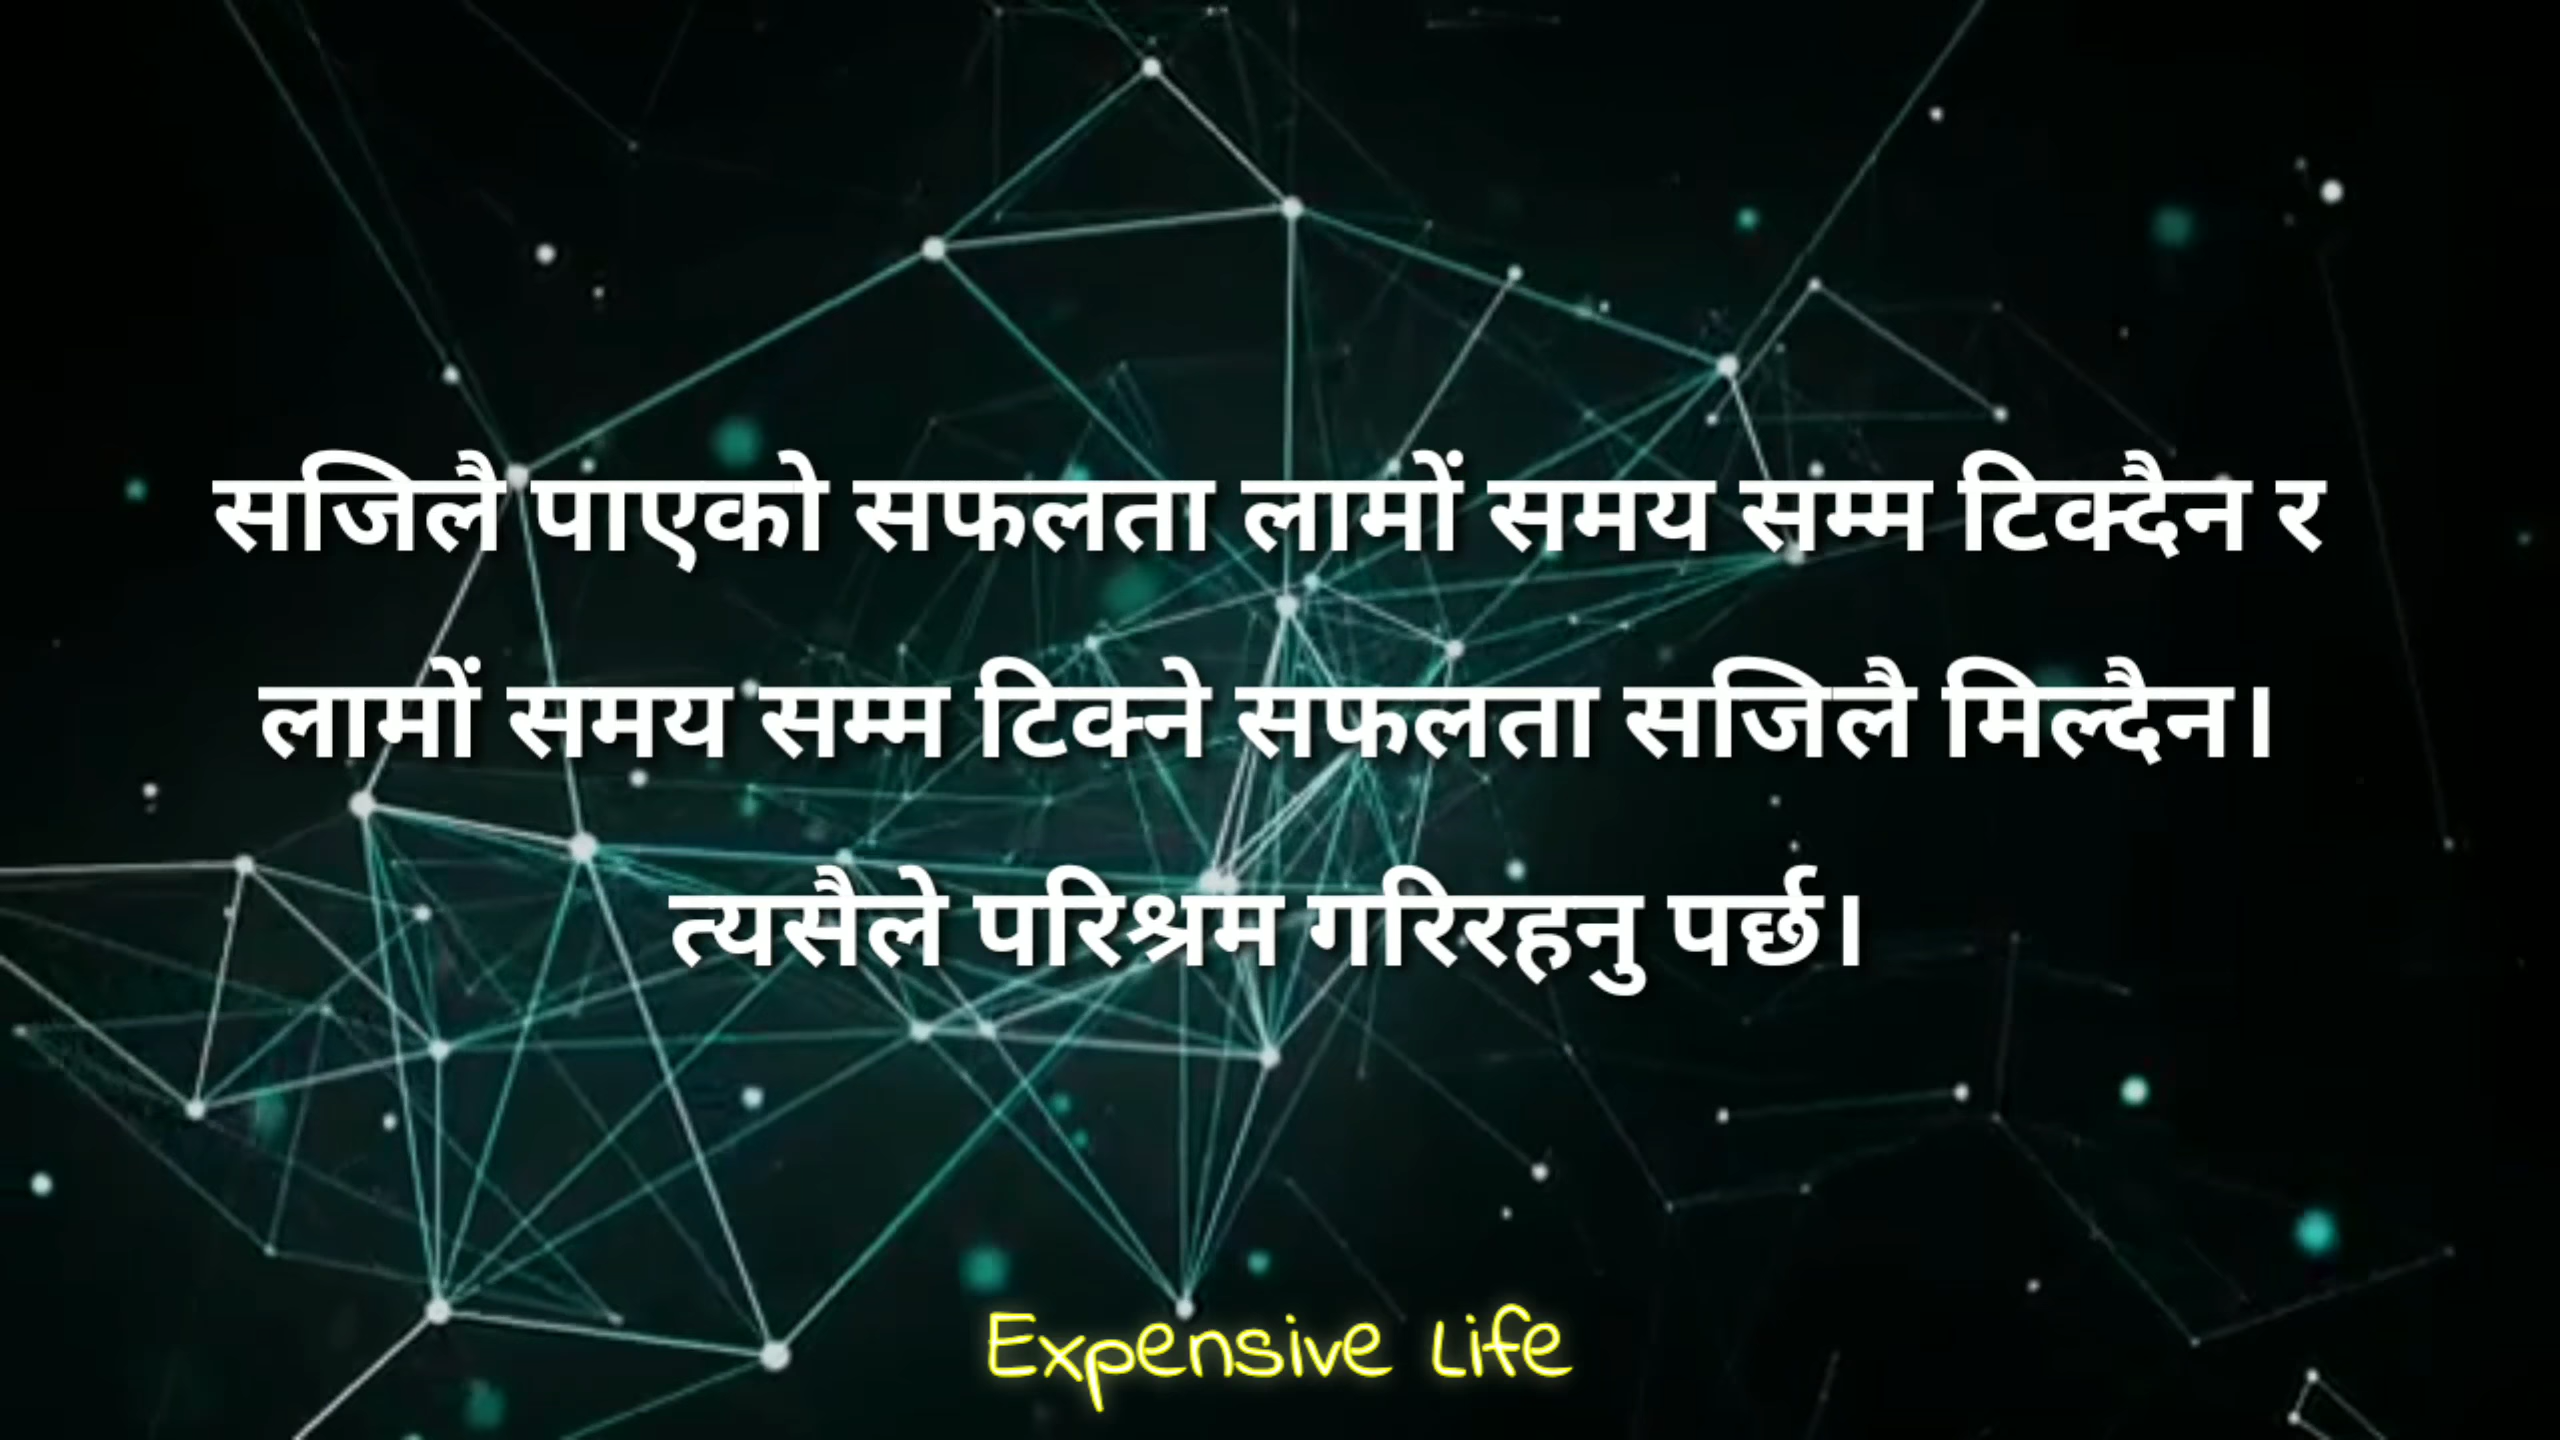 सजिलै पाएको सफलता लामों समय सम्म टिक्दैन र
लामों समय सम्म टिक्ने सफलता सजिलै मिल्दैन।
त्यसैले परिश्रम गरिरहनु पर्छ।
Expensive Life